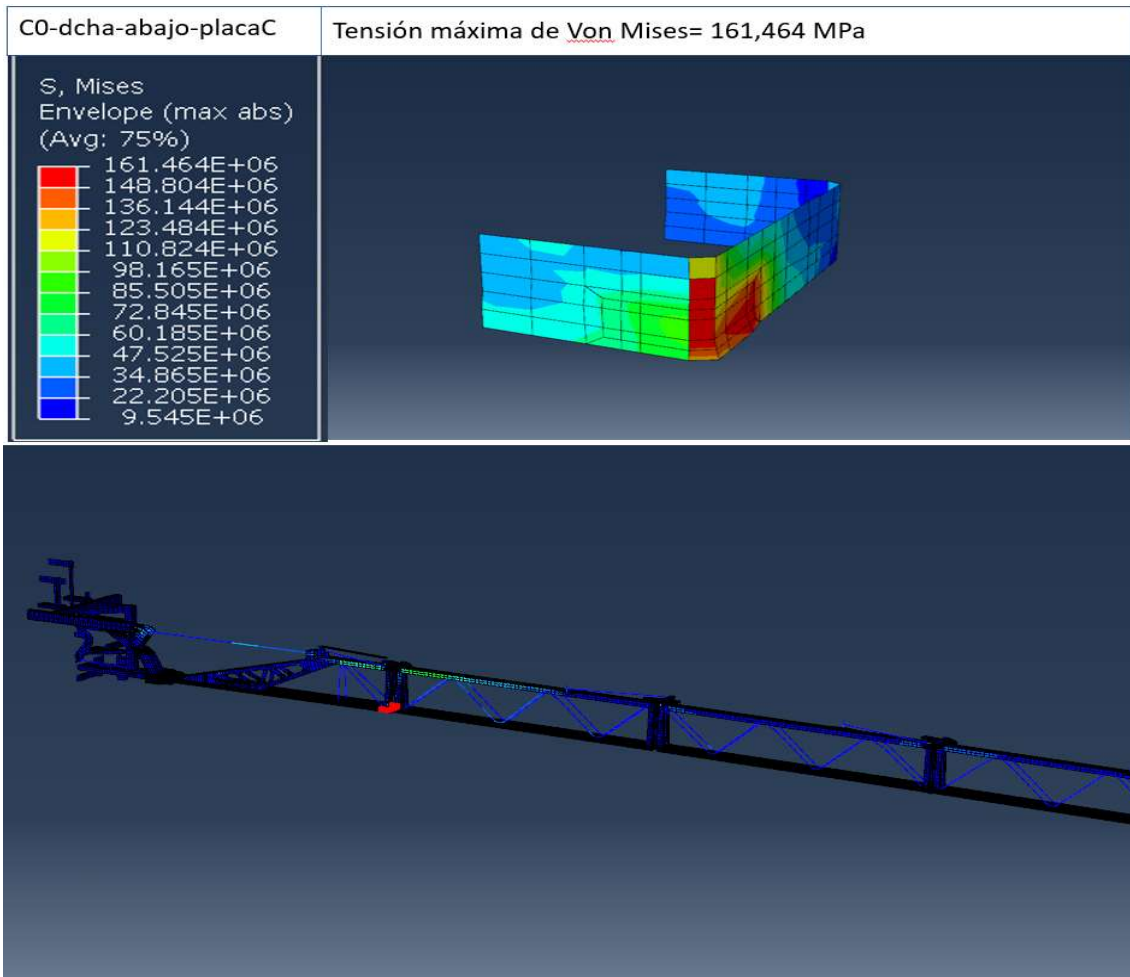 C0-dcha-abajo-placaC
Tensión máxima de Von Mises= 161,464 MPa
S, Mises
Envelope (max abs)
(Avg: 75%)
161.464E+06
148.804E+06
136.144E+06
123.484E+06
110.824E+06
98.165E+06
85.505E+06
72.845E+06
60.185E+06
47.525E+06
34.865E+06
22.205E+06
9.545E+06